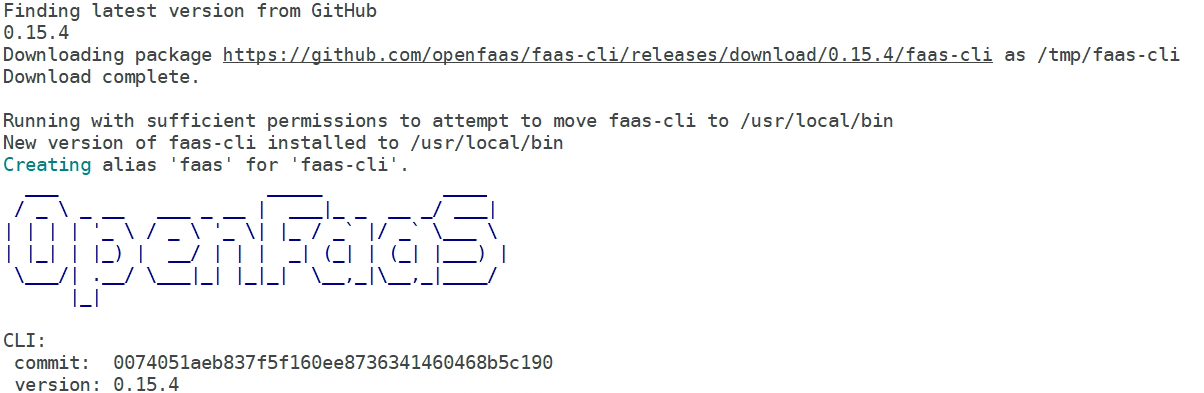 Finding latest version from GitHub
0.15.4
Downloading package https://github.com/openfaas/faas-cli/releases/download/0.15.4/faas-cli as /tmp/faas-cli
Download complete.
Running with sufficient permissions to attempt to move faas-cli to /usr/local/bin
New version of faas-cli installed to /usr/local/bin
Creating alias 'faas' for 'faas-cli'.
OpenFaaS
CLI:
commit: 0074051aeb837f5f160ee8736341460468b5c190
version: 0.15.4